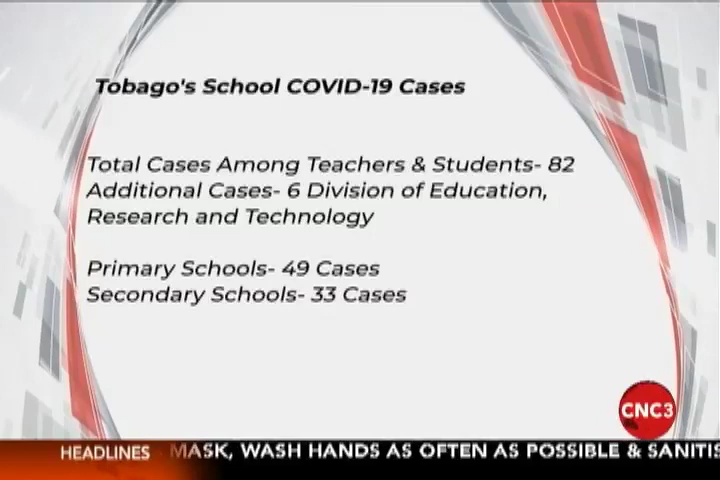 Tobago's School COVID-19 Cases
Total Cases Among Teachers & Students- 82
Additional Cases- 6 Division of Education,
Research and Technology
Primary Schools- 49 Cases
Secondary Schools- 33 Cases
CNC3
HEADLINES MASK, WASH HANDS AS OFTEN AS POSSIBLE & SANITIS